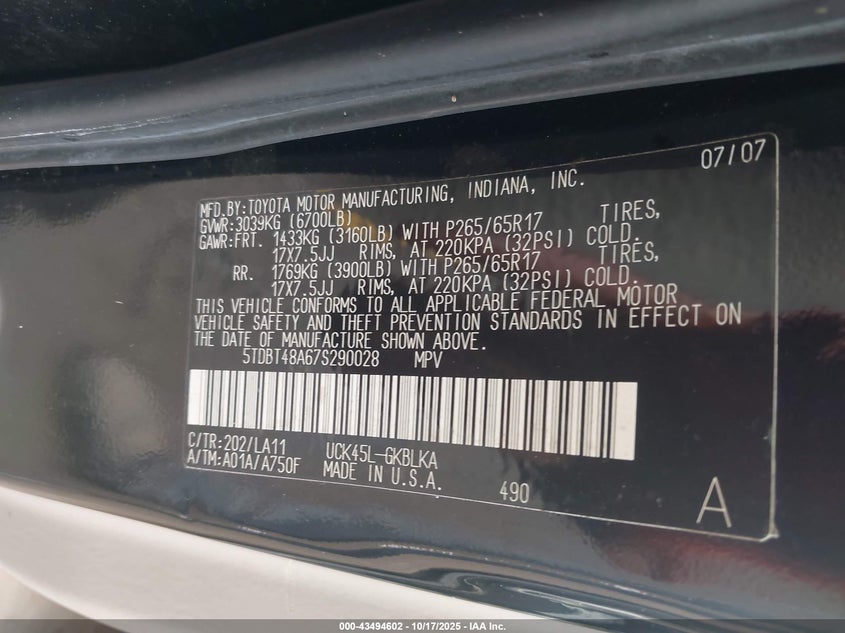 07/07
MFD.BY:TOYOTA MOTOR MANUFACTURING, INDIANA, INC.
GVWR:3039KG (6700LB)
GAWR:FRT. 1433KG (3160LB) WITH P265/65R17 TIRES,
17X7.5JJ RIMS, AT 220KPA (32PSI) COLD.
RR. 1769KG (3900LB) WITH P265/65R17 TIRES,
17X7.5JJ RIMS, AT 220KPA (32PSI) COLD.
THIS VEHICLE CONFORMS TO ALL APPLICABLE FEDERAL MOTOR
VEHICLE SAFETY AND THEFT PREVENTION STANDARDS IN EFFECT ON
THE DATE OF MANUFACTURE SHOWN ABOVE.
5TDBT48A67S290028 MPV
C/TR:202/LA11 UCK45L-GKBLKA
A/TM:A01A/A750F MADE IN U.S.A.
490 A
000-43494602 - 10/17/2025 - IAA Inc.